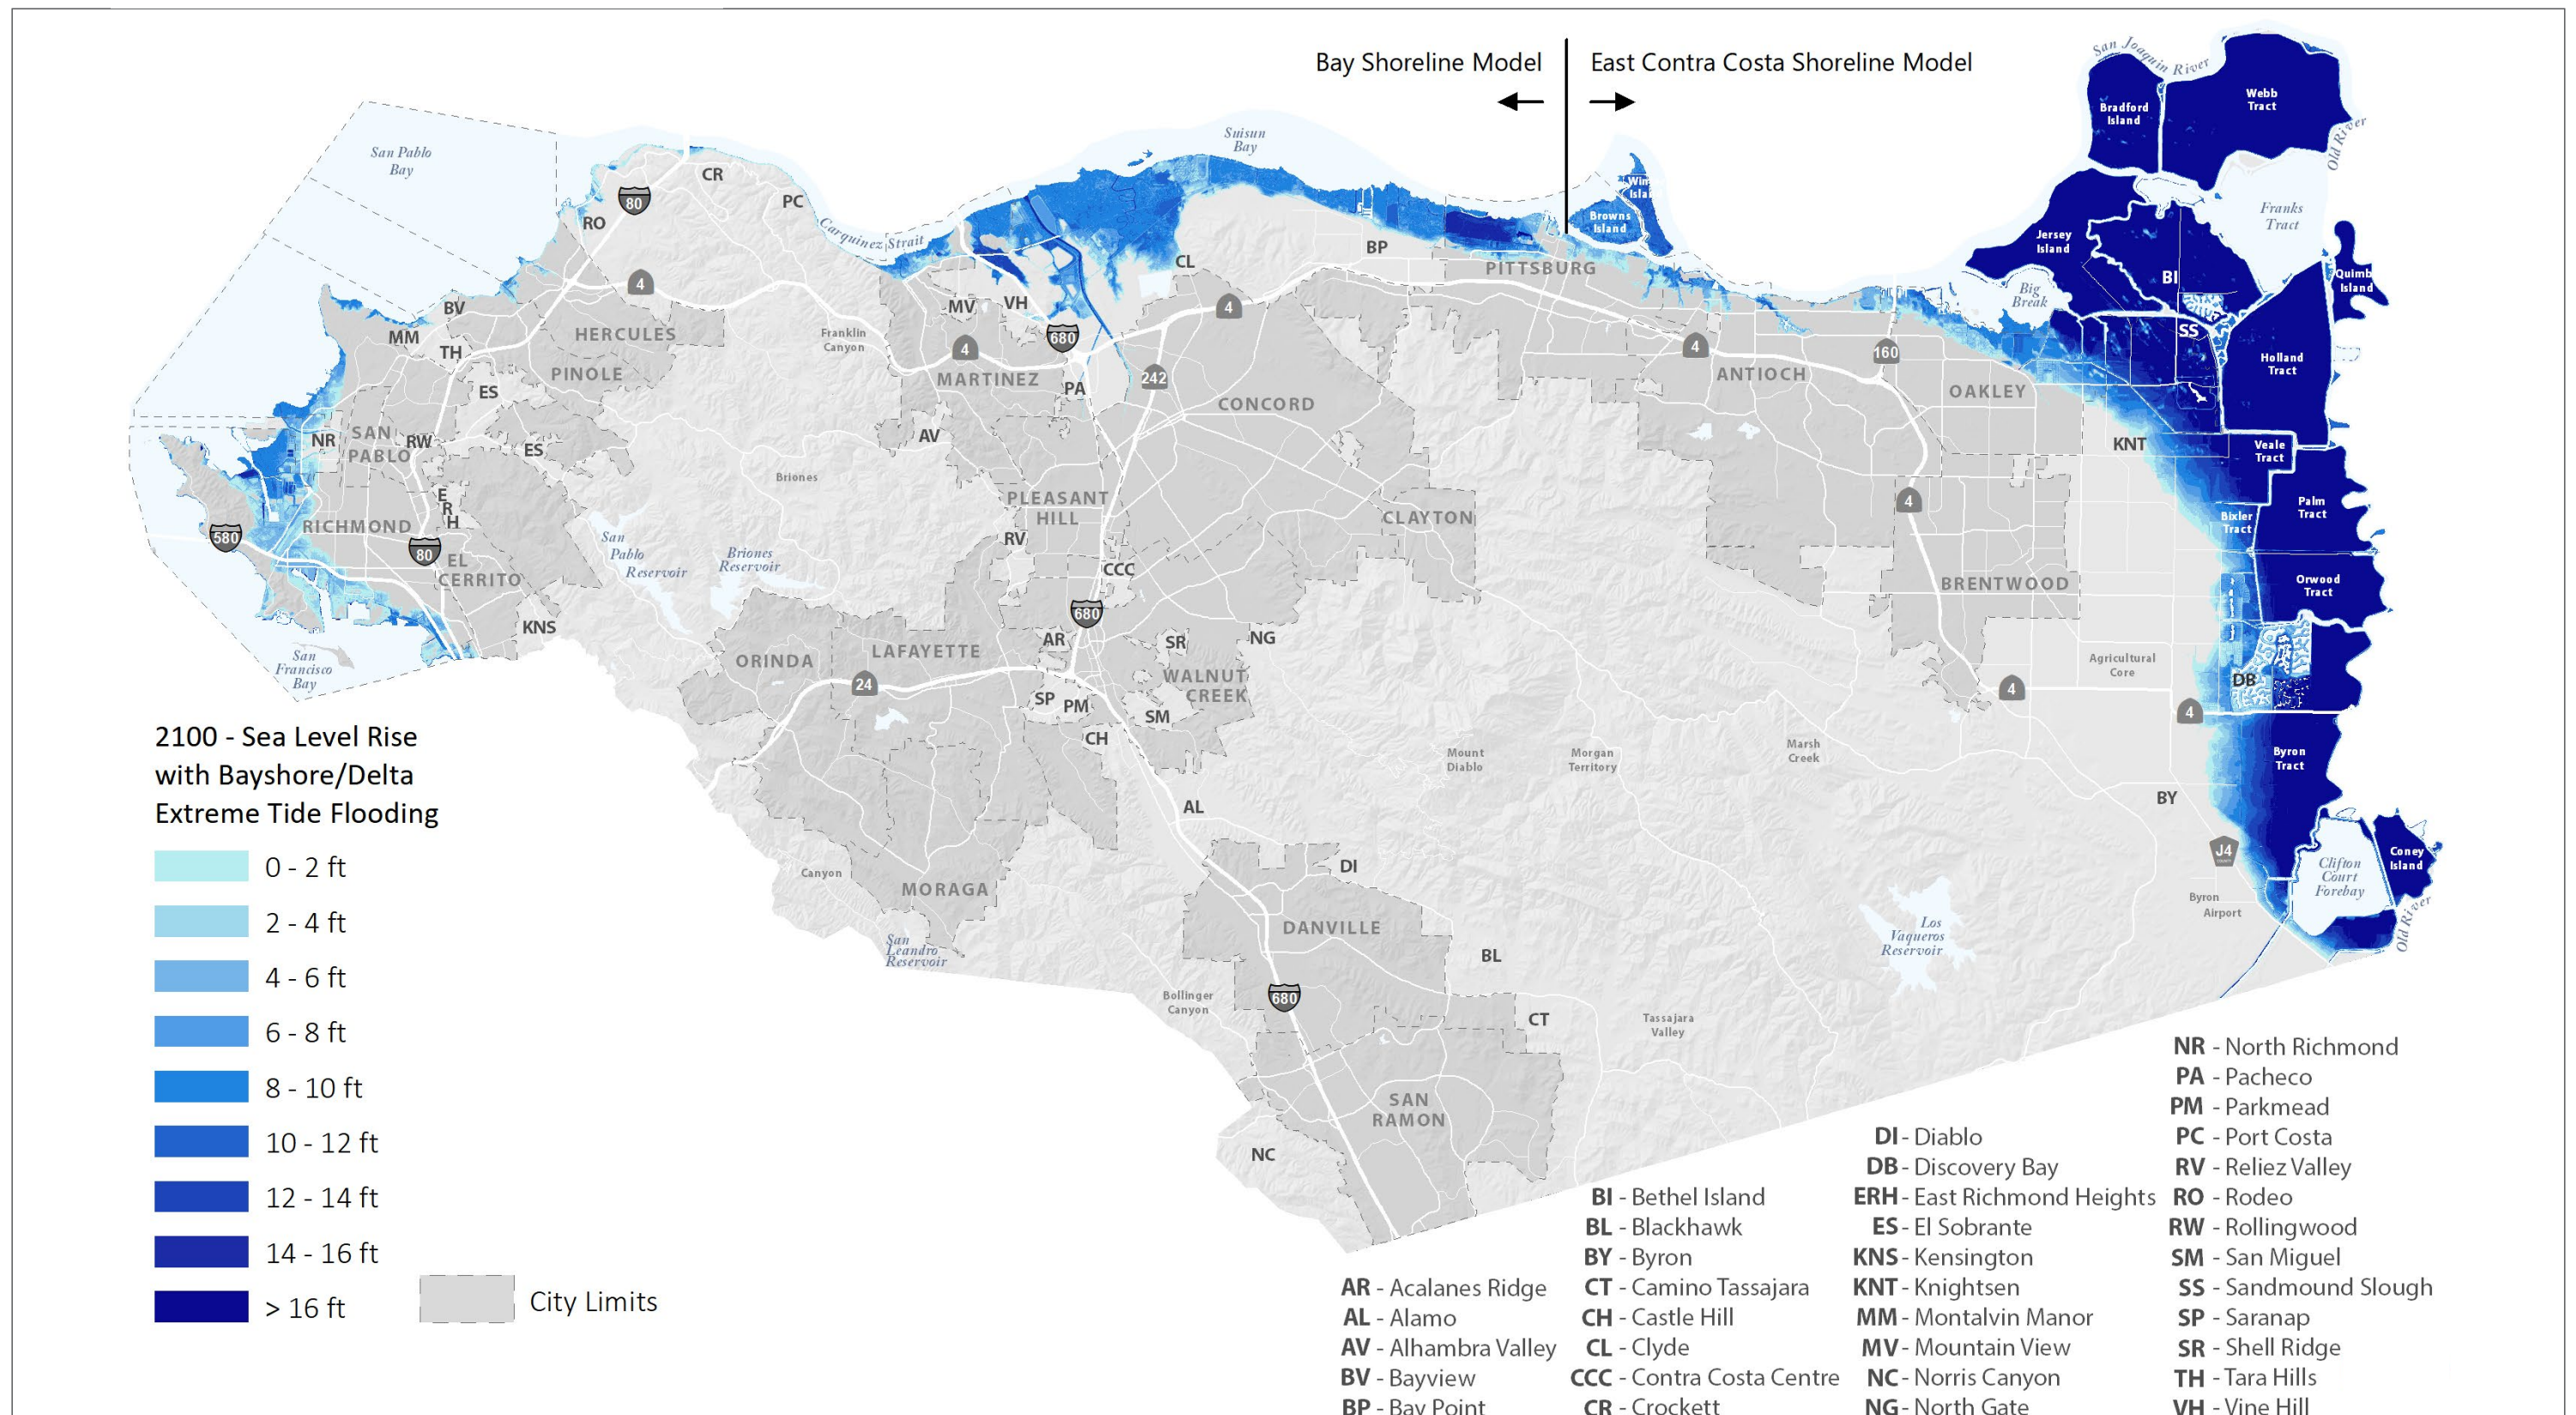 Bay Shoreline Model
East Contra Costa Shoreline Model
San Joaquin River
Bradford
Island
Webb
Tract
Old River
San Pablo
Bay
Suisun
Bay
CR
80
PC
RO
Carquinez Strait
Browns
Island
Franks
Tract
Jersey
Island
BI
Big
Break
SS
Holland
Tract
Island
BP
PITTSBURG
CL
4
4
BV
MM
TH
HERCULES
PINOLE
ES
Franklin
Canyon
MV
VH
680
4
MARTINEZ
PA
242
CONCORD
4
ANTIOCH
160
OAKLEY
KNT
Veale
Tract
Palm
Tract
Bixler
Tract
Orwood
Tract
NR
SAN
PABLO
RW
ES
AV
Briones
E
R
H
RICHMOND
580
80
EL
CERRITO
KNS
San
Pablo
Reservoir
Briones
Reservoir
PLEASANT
HILL
RV
CCC
CLAYTON
680
4
BRENTWOOD
San
Francisco
Bay
ORINDA
LAFAYETTE
24
AR
SR
NG
WALNUT
CREEK
SP
PM
SM
CH
Agricultural
Core
4
4
DB
Mount
Diablo
Morgan
Territory
Marsh
Creek
Byron
Tract
BY
AL
J4
Clifton
Court
Forebay
Coney
Island
Old River
Byron
Airport
Canyon
MORAGA
San
Leandro
Reservoir
DI
DANVILLE
BL
Los
Vaqueros
Reservoir
Bollinger
Canyon
680
CT
Tassajara
Valley
SAN
RAMON
NC
2100 - Sea Level Rise
with Bayshore/Delta
Extreme Tide Flooding
0 - 2 ft
2 - 4 ft
4 - 6 ft
6 - 8 ft
8 - 10 ft
10 - 12 ft
12 - 14 ft
14 - 16 ft
> 16 ft
City Limits
AR - Acalanes Ridge
AL - Alamo
AV - Alhambra Valley
BV - Bayview
BP - Bay Point
BI - Bethel Island
BL - Blackhawk
BY - Byron
CT - Camino Tassajara
CH - Castle Hill
CL - Clyde
CCC - Contra Costa Centre
CR - Crockett
DI - Diablo
DB - Discovery Bay
ERH - East Richmond Heights
ES - El Sobrante
KNS - Kensington
KNT - Knightsen
MM - Montalvin Manor
MV - Mountain View
NC - Norris Canyon
NG - North Gate
NR - North Richmond
PA - Pacheco
PM - Parkmead
PC - Port Costa
RV - Reliez Valley
RO - Rodeo
RW - Rollingwood
SM - San Miguel
SS - Sandmound Slough
SP - Saranap
SR - Shell Ridge
TH - Tara Hills
VH - Vine Hill